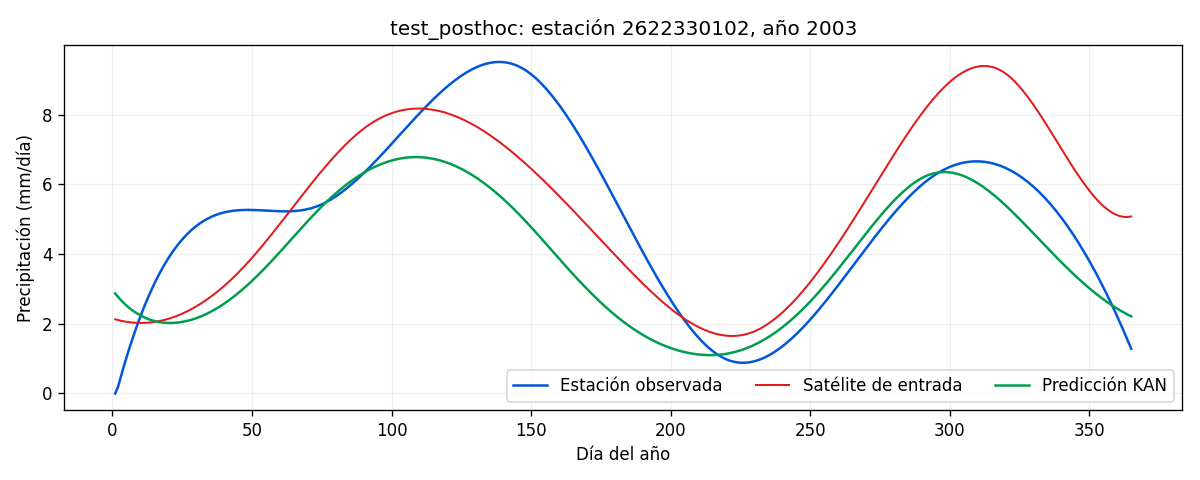 test_posthoc: estación 2622330102, año 2003
Precipitación (mm/día)
8
6
4
2
0
Estación observada
Satélite de entrada
Predicción KAN
0 50 100 150 200 250 300 350
Día del año